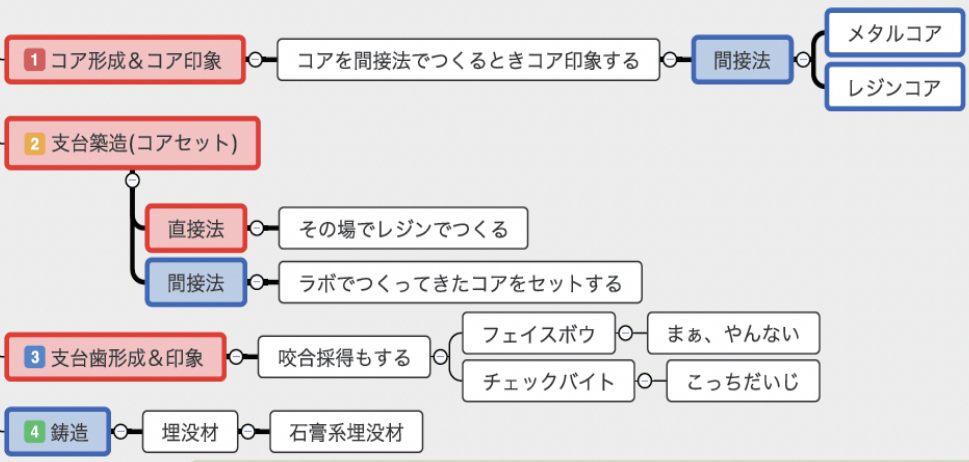 1 コア形成＆コア印象
コアを間接法でつくるときコア印象する
間接法
メタルコア
レジンコア
2 支台築造(コアセット)
直接法
その場でレジンでつくる
間接法
ラボでつくってきたコアをセットする
3 支台歯形成＆印象
咬合採得もする
フェイスボウ
まぁ、やんない
チェックバイト
こっちだいじ
4 鋳造
埋没材
石膏系埋没材